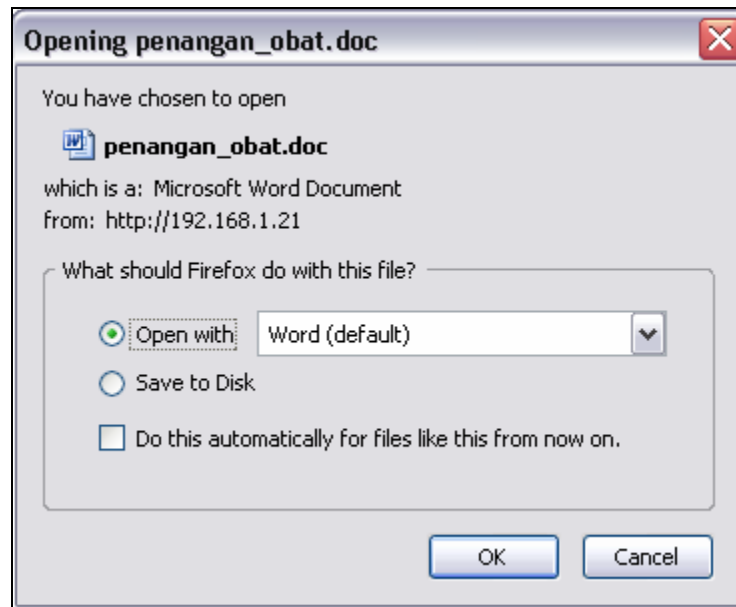 Opening penangan_obat.doc
You have chosen to open
penangan_obat.doc
which is a: Microsoft Word Document
from: http://192.168.1.21
What should Firefox do with this file?
Open with Word (default)
Save to Disk
Do this automatically for files like this from now on.
OK Cancel